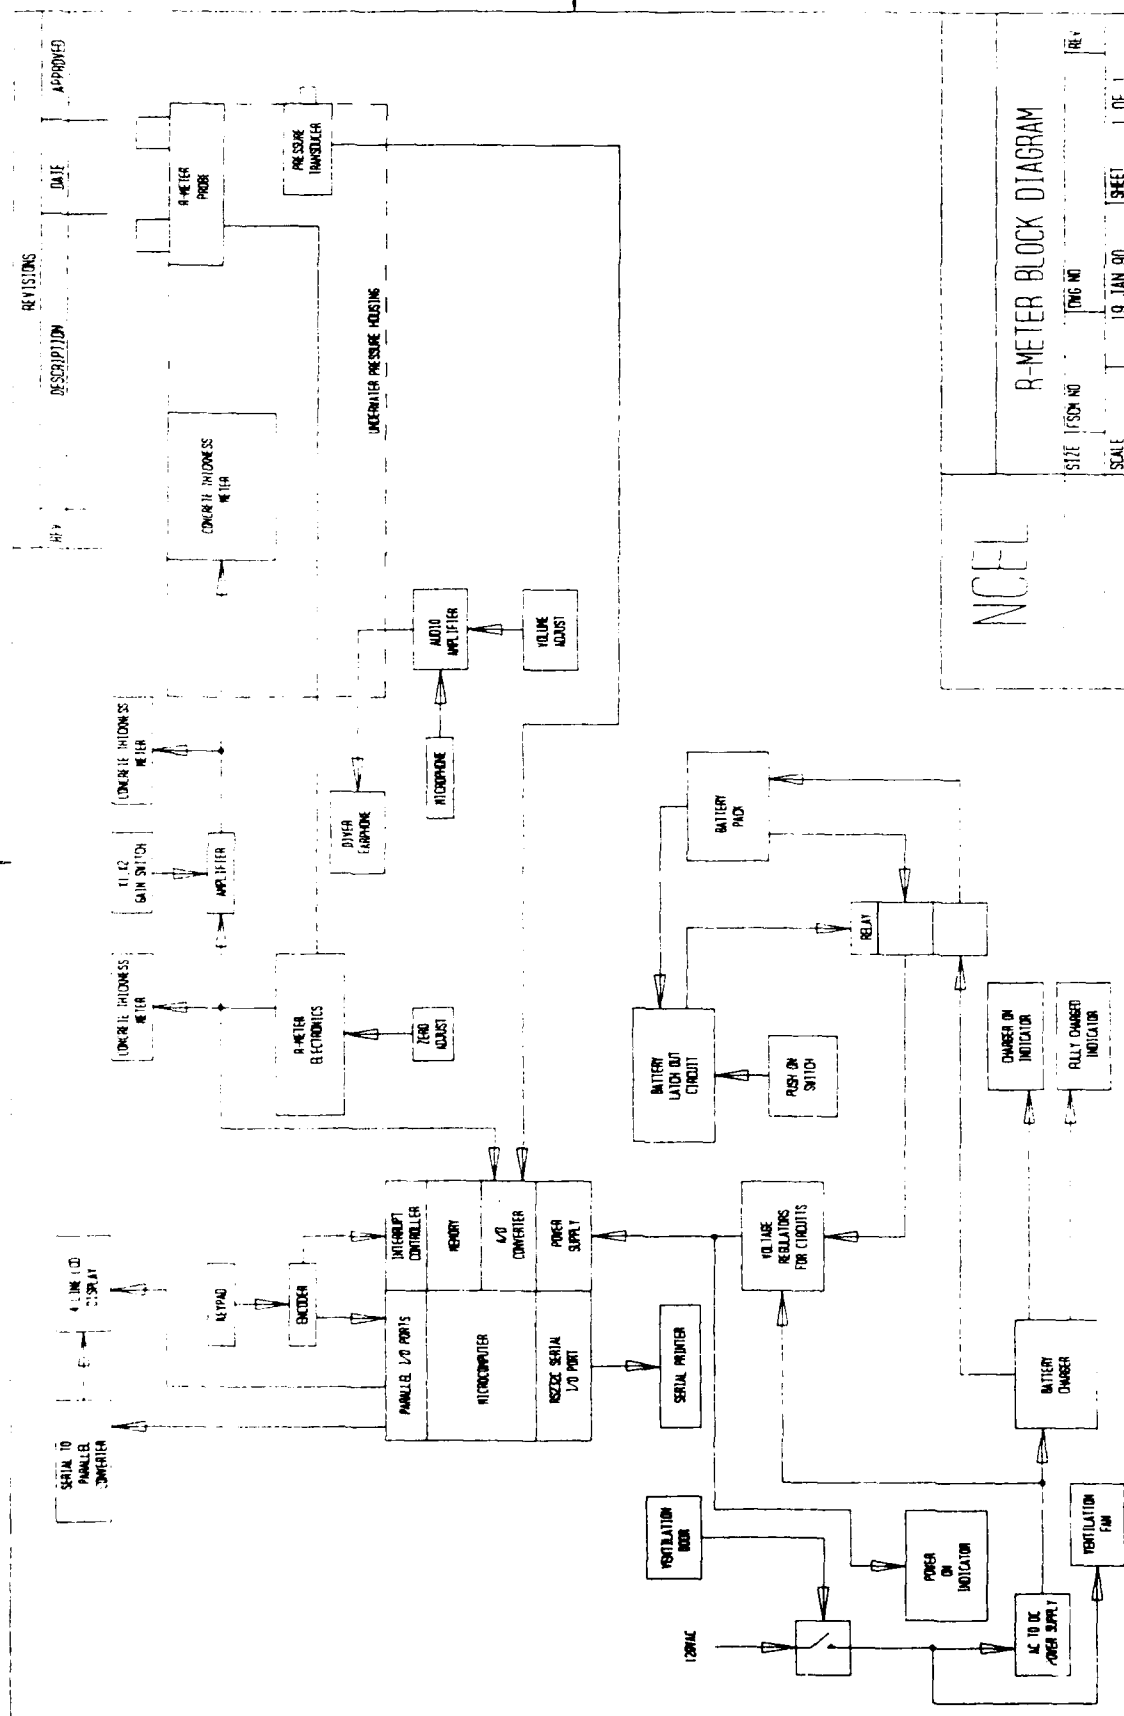 REVISIONS
REV
DESCRIPTION
DATE
APPROVED
SERIAL TO
PARALLEL
CONVERTER
4 LINE LCD
DISPLAY
KEYPAD
ENCODER
CONCRETE THICKNESS
METER
X1, X2
GAIN SWITCH
AMPLIFIER
CONCRETE THICKNESS
METER
CONCRETE THICKNESS
METER
R-METER
PROBE
PRESSURE
TRANSDUCER
UNDERWATER PRESSURE HOUSING
R-METER
ELECTRONICS
ZERO
ADJUST
DIVER
EARPHONE
MICROPHONE
AUDIO
AMPLIFIER
VOLUME
ADJUST
PARALLEL I/O PORTS
INTERRUPT
CONTROLLER
MICROCOMPUTER
MEMORY
A/D
CONVERTER
RS232C SERIAL
I/O PORT
POWER
SUPPLY
SERIAL PRINTER
VENTILATION
DOOR
120VAC
VOLTAGE
REGULATORS
FOR CIRCUITS
BATTERY
LATCH OUT
CIRCUIT
PUSH ON
SWITCH
BATTERY
PACK
RELAY
POWER
ON
INDICATOR
CHARGER ON
INDICATOR
FULLY CHARGED
INDICATOR
BATTERY
CHARGER
AC TO DC
POWER SUPPLY
VENTILATION
FAN
NCEL
R-METER BLOCK DIAGRAM
SIZE
FSCM NO
DWG NO
REV
SCALE
19 JAN 90
SHEET
1 OF 1